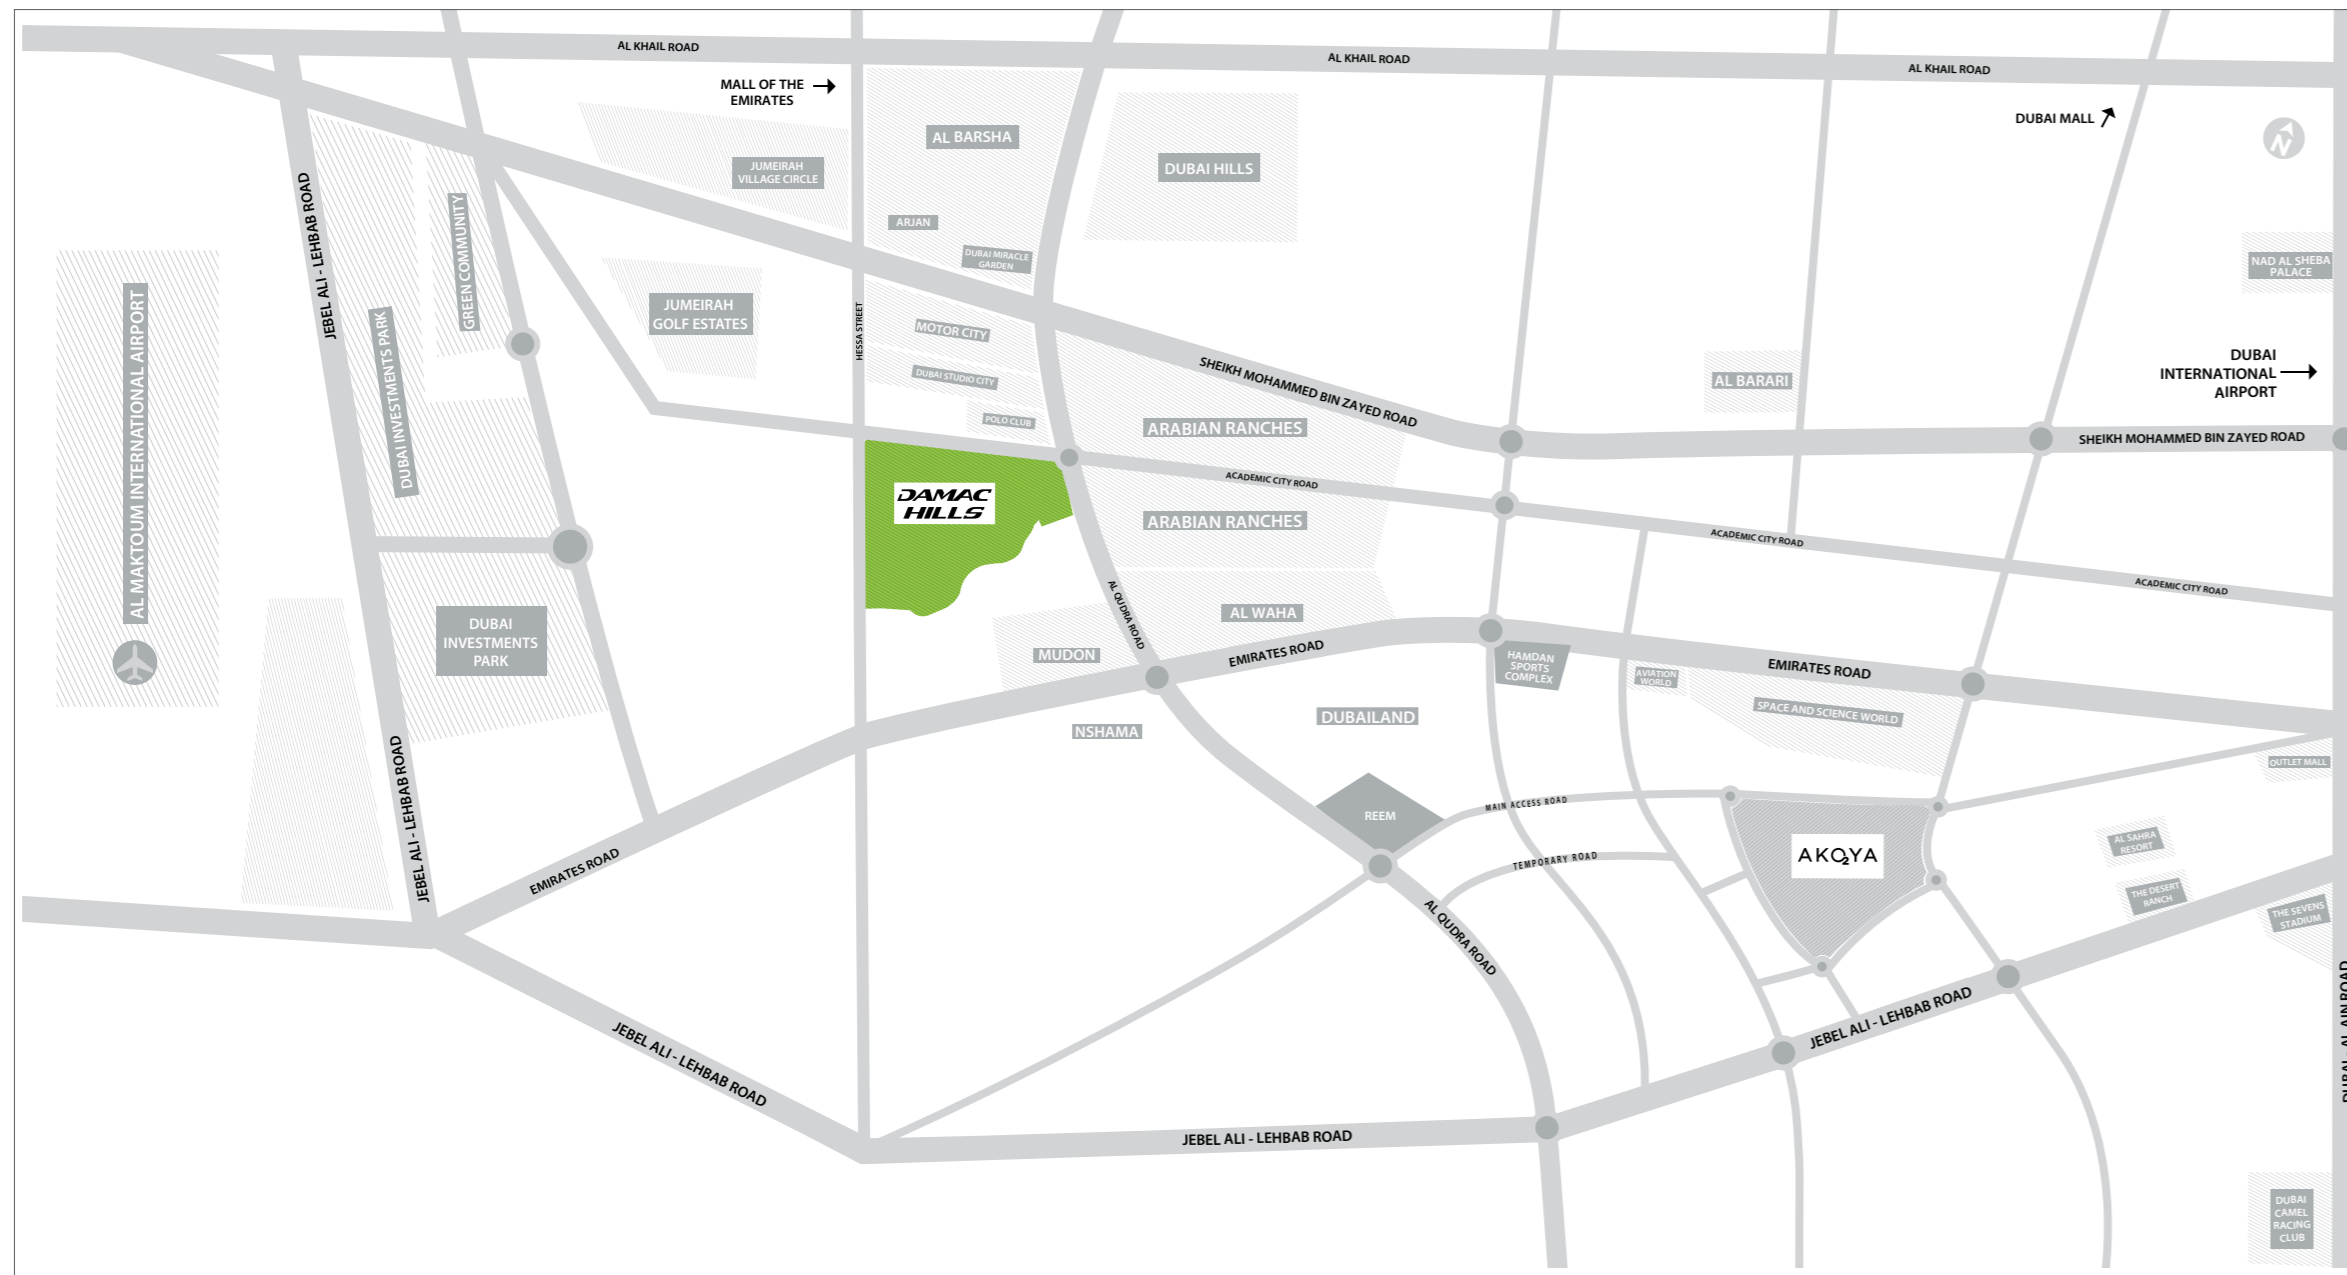 AL KHAIL ROAD
AL KHAIL ROAD
AL KHAIL ROAD
MALL OF THE
EMIRATES
DUBAI MALL
N
AL BARSHA
JUMEIRAH
VILLAGE CIRCLE
DUBAI HILLS
ARJAN
DUBAI MIRACLE
GARDEN
JEBEL ALI - LEHBAB ROAD
GREEN COMMUNITY
NAD AL SHEBA
PALACE
AL MAKTOUM INTERNATIONAL AIRPORT
DUBAI INVESTMENTS PARK
JUMEIRAH
GOLF ESTATES
HESSA STREET
MOTOR CITY
DUBAI STUDIO CITY
POLO CLUB
SHEIKH MOHAMMED BIN ZAYED ROAD
AL BARARI
DUBAI
INTERNATIONAL
AIRPORT
SHEIKH MOHAMMED BIN ZAYED ROAD
ARABIAN RANCHES
ACADEMIC CITY ROAD
DAMAC
HILLS
ARABIAN RANCHES
ACADEMIC CITY ROAD
ACADEMIC CITY ROAD
AL QUDRA ROAD
AL WAHA
DUBAI
INVESTMENTS
PARK
MUDON
EMIRATES ROAD
HAMDAN
SPORTS
COMPLEX
EMIRATES ROAD
AVIATION
WORLD
SPACE AND SCIENCE WORLD
DUBAILAND
NSHAMA
OUTLET MALL
JEBEL ALI - LEHBAB ROAD
REEM
MAIN ACCESS ROAD
TEMPORARY ROAD
AKO2YA
AL SAHRA
RESORT
THE DESERT
RANCH
THE SEVENS
STADIUM
EMIRATES ROAD
AL QUDRA ROAD
JEBEL ALI - LEHBAB ROAD
JEBEL ALI - LEHBAB ROAD
JEBEL ALI - LEHBAB ROAD
DUBAI - AL AIN ROAD
DUBAI
CAMEL
RACING
CLUB